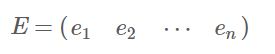 E = ( e₁ e₂ ⋯ eₙ )